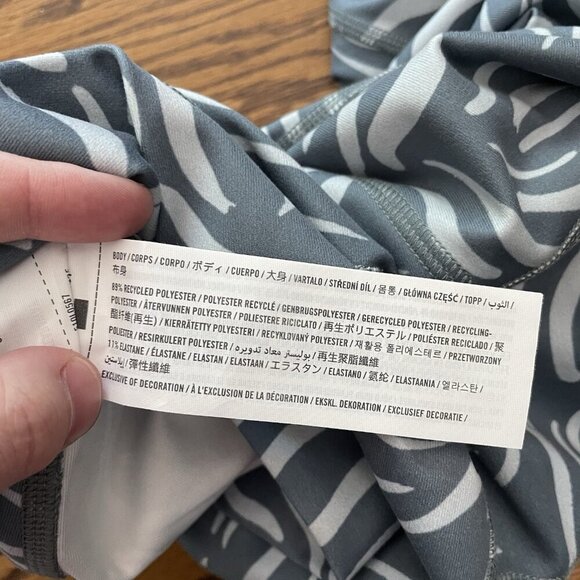 BODY / CORPS / CORPO / ボディ / CUERPO / 大身 / VARTALO / STŘEDNÍ DÍL / 몸통 / GŁÓWNA CZĘŚĆ / TOPP / الثوب /
布身
89% RECYCLED POLYESTER / POLYESTER RECYCLÉ / GENBRUGSPOLYESTER / GERECYCLED POLYESTER / RECYCLING-
POLYESTER / ÅTERVUNNEN POLYESTER / POLIESTERE RICICLATO / 再生ポリエステル / POLIÉSTER RECICLADO / 聚
酯纤维(再生) / KIERRÄTETTY POLYESTERI / RECYKLOVANÝ POLYESTER / 재활용 폴리에스테르 / PRZETWORZONY
POLIESTER / RESIRKULERT POLYESTER / بوليستر معاد تدويره / 再生聚酯纖維
11% ELASTANE / ÉLASTANE / ELASTAN / ELASTAAN / エラスタン / ELASTANO / 氨纶 / ELASTAANIA / 엘라스탄 /
إيلاستين / 彈性纖維
EXCLUSIVE OF DECORATION / À L'EXCLUSION DE LA DÉCORATION / EKSKL. DEKORATION / EXCLUSIEF DECORATIE /